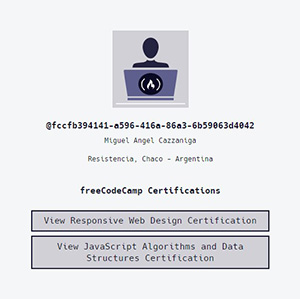 @fccfb394141-a596-416a-86a3-6b59063d4042
Miguel Angel Cazzaniga
Resistencia, Chaco - Argentina
freeCodeCamp Certifications
View Responsive Web Design Certification
View JavaScript Algorithms and Data
Structures Certification